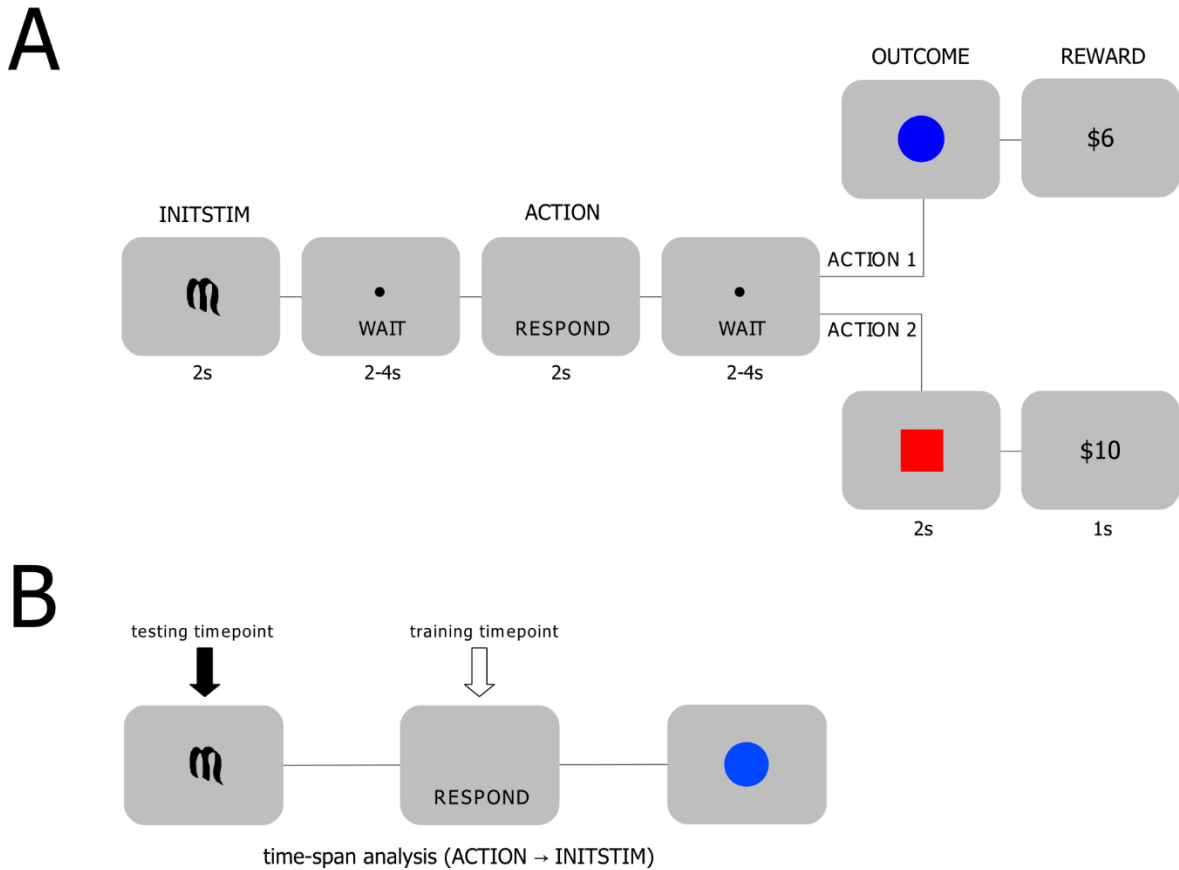 A
OUTCOME
REWARD
$6
INITSTIM
ACTION
WAIT
RESPOND
WAIT
2s
2-4s
2s
2-4s
ACTION 1
ACTION 2
$10
2s
1s
B
testing timepoint
training timepoint
RESPOND
time-span analysis (ACTION → INITSTIM)